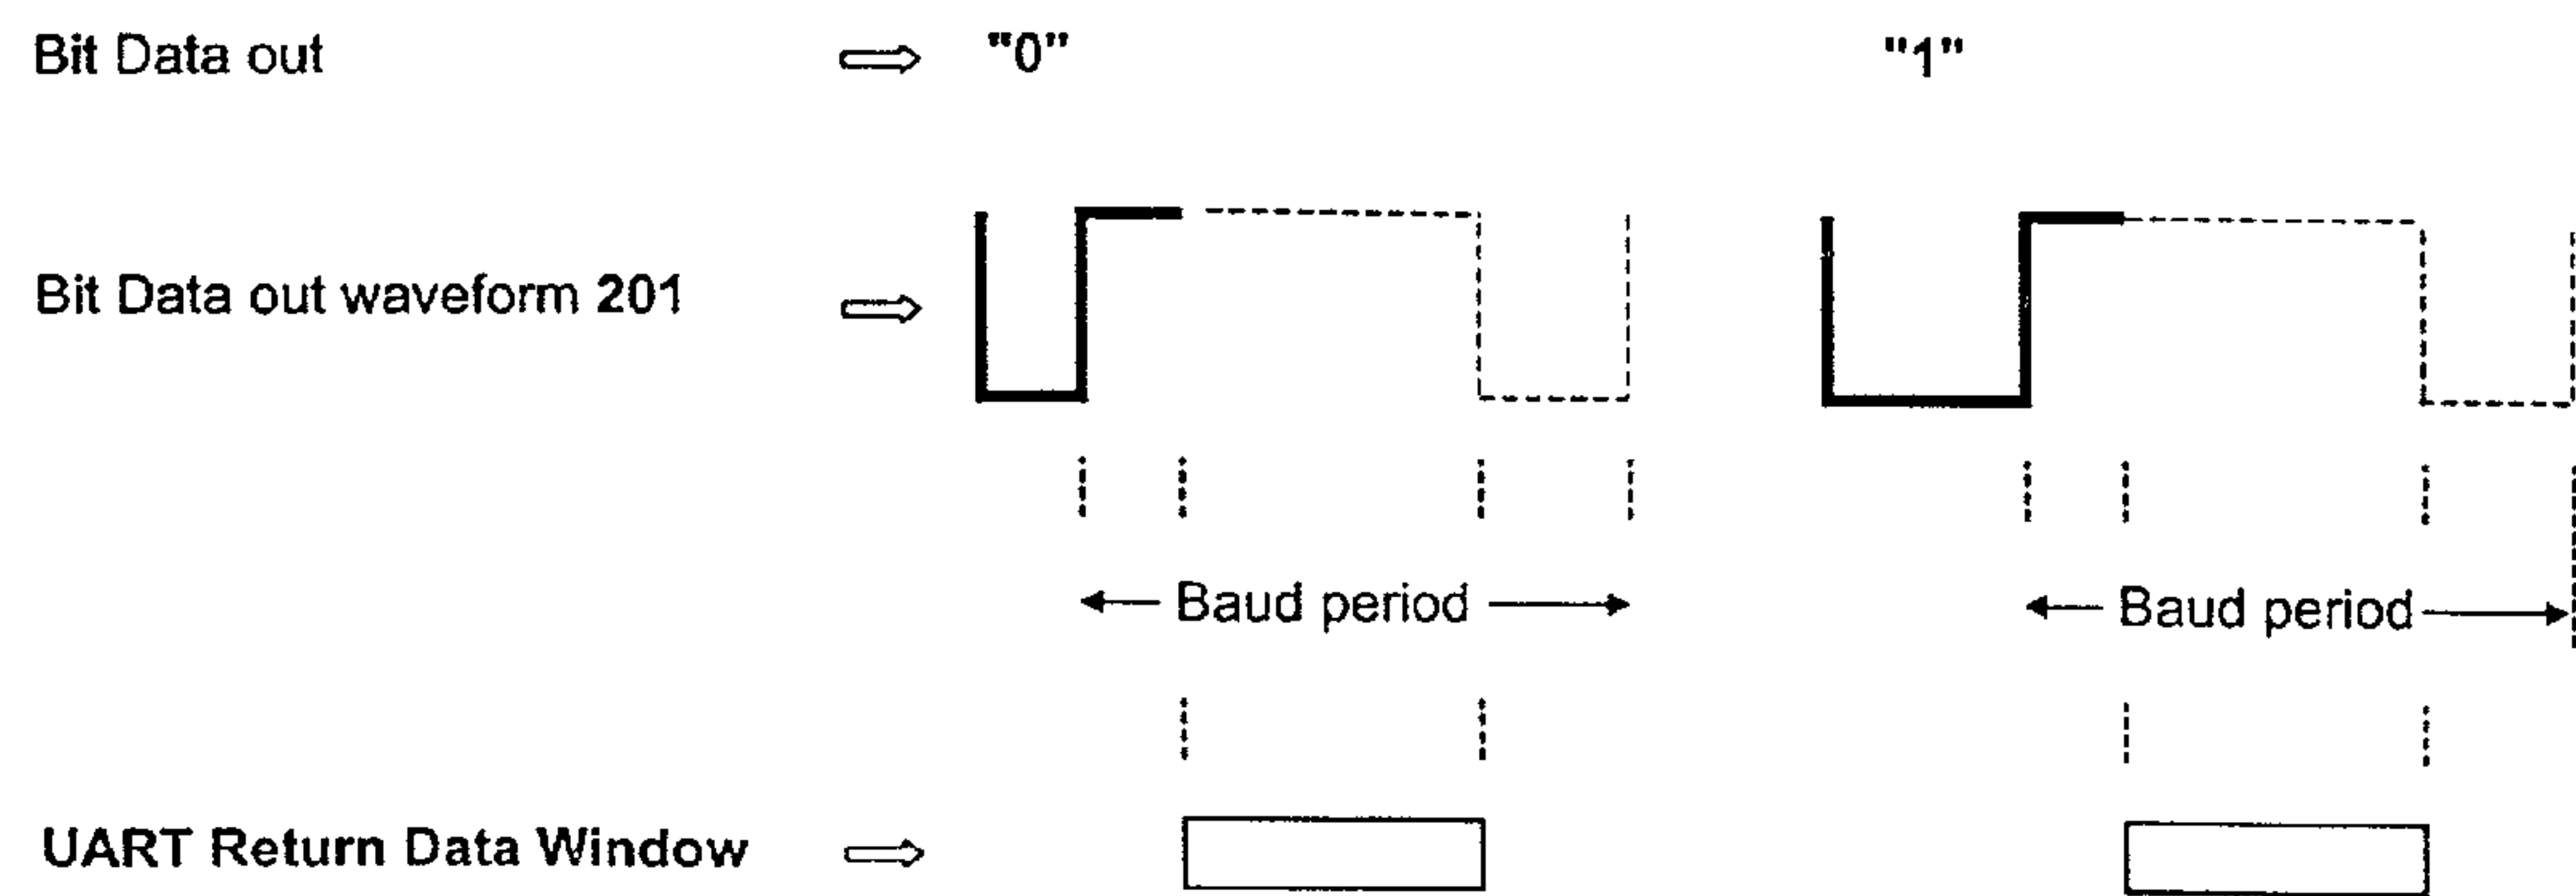 Bit Data out ⇨ "0" "1"
Bit Data out waveform 201 ⇨
Baud period Baud period
UART Return Data Window ⇨